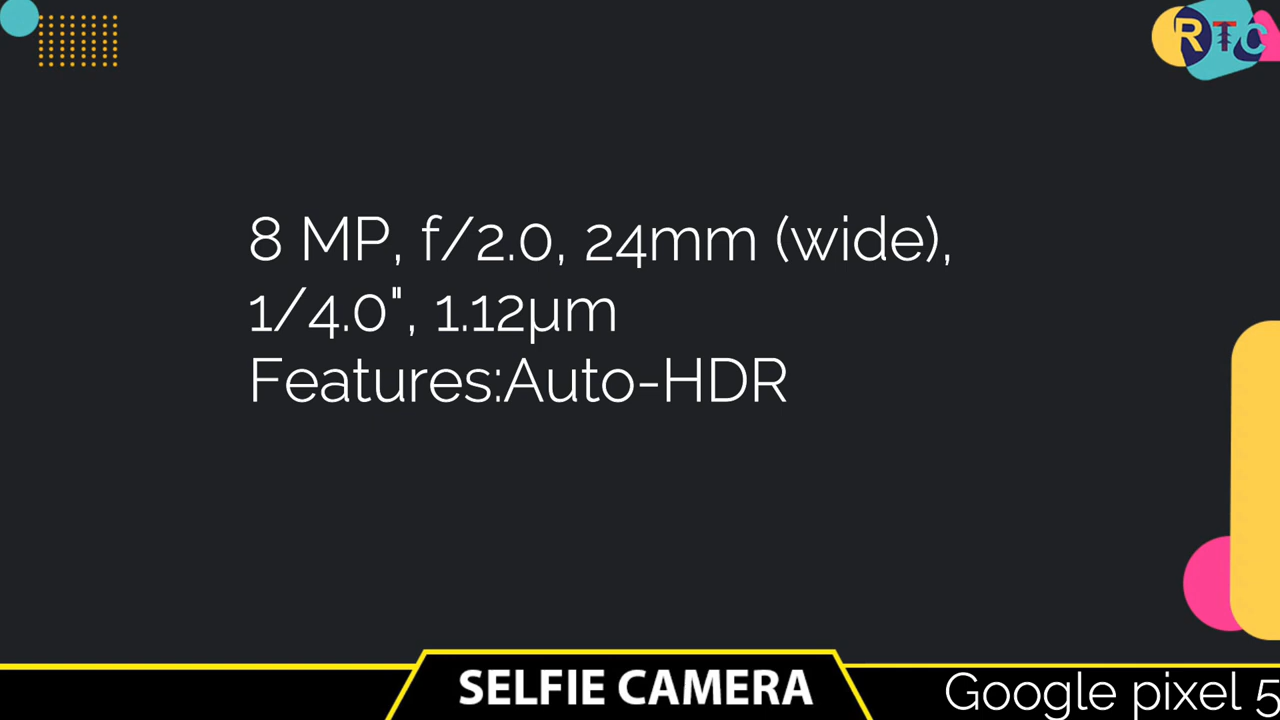 RTC
8 MP, f/2.0, 24mm (wide),
1/4.0", 1.12µm
Features:Auto-HDR
SELFIE CAMERA
Google pixel 5